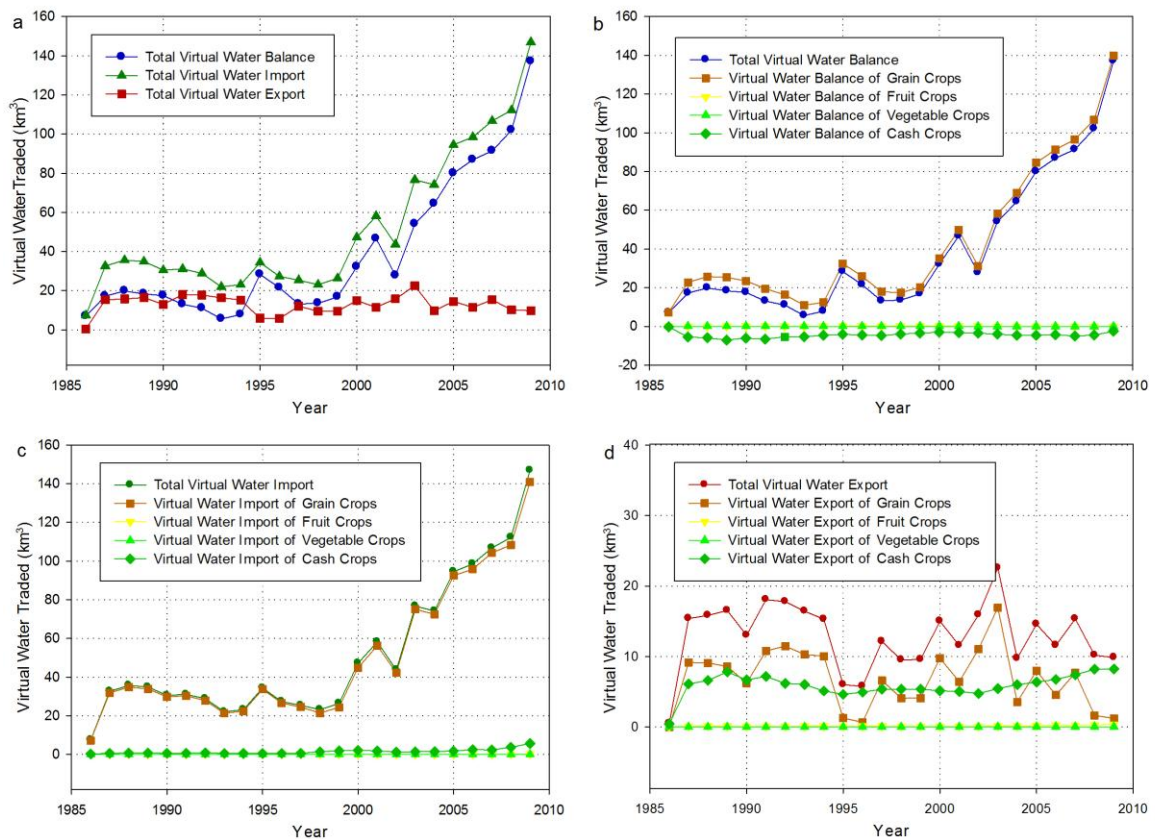 a
160
140
120
100
80
60
40
20
0
Virtual WaterTraded (km³)
Total Virtual Water Balance
Total Virtual Water Import
Total Virtual Water Export
1985 1990 1995 2000 2005 2010
Year
b
160
140
120
100
80
60
40
20
0
-20
Virtual Water Traded (km³)
Total Virtual Water Balance
Virtual Water Balance of Grain Crops
Virtual Water Balance of Fruit Crops
Virtual Water Balance of Vegetable Crops
Virtual Water Balance of Cash Crops
1985 1990 1995 2000 2005 2010
Year
c
160
140
120
100
80
60
40
20
0
Virtual Water Traded (km³)
Total Virtual Water Import
Virtual Water Import of Grain Crops
Virtual Water Import of Fruit Crops
Virtual Water Import of Vegetable Crops
Virtual Water Import of Cash Crops
1985 1990 1995 2000 2005 2010
Year
d
40
30
20
10
0
Virtual Water Traded (km³)
Total Virtual Water Export
Virtual Water Export of Grain Crops
Virtual Water Export of Fruit Crops
Virtual Water Export of Vegetable Crops
Virtual Water Export of Cash Crops
1985 1990 1995 2000 2005 2010
Year